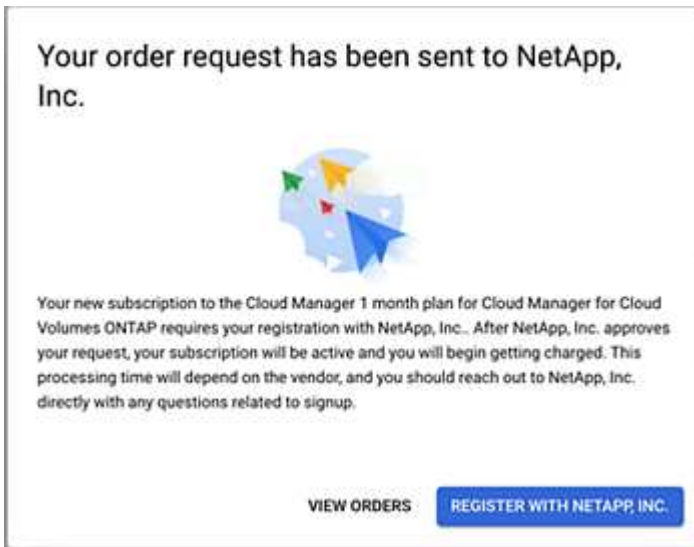 Your order request has been sent to NetApp,
Inc.
Your new subscription to the Cloud Manager 1 month plan for Cloud Manager for Cloud
Volumes ONTAP requires your registration with NetApp, Inc.. After NetApp, Inc. approves
your request, your subscription will be active and you will begin getting charged. This
processing time will depend on the vendor, and you should reach out to NetApp, Inc.
directly with any questions related to signup.
VIEW ORDERS REGISTER WITH NETAPP, INC.